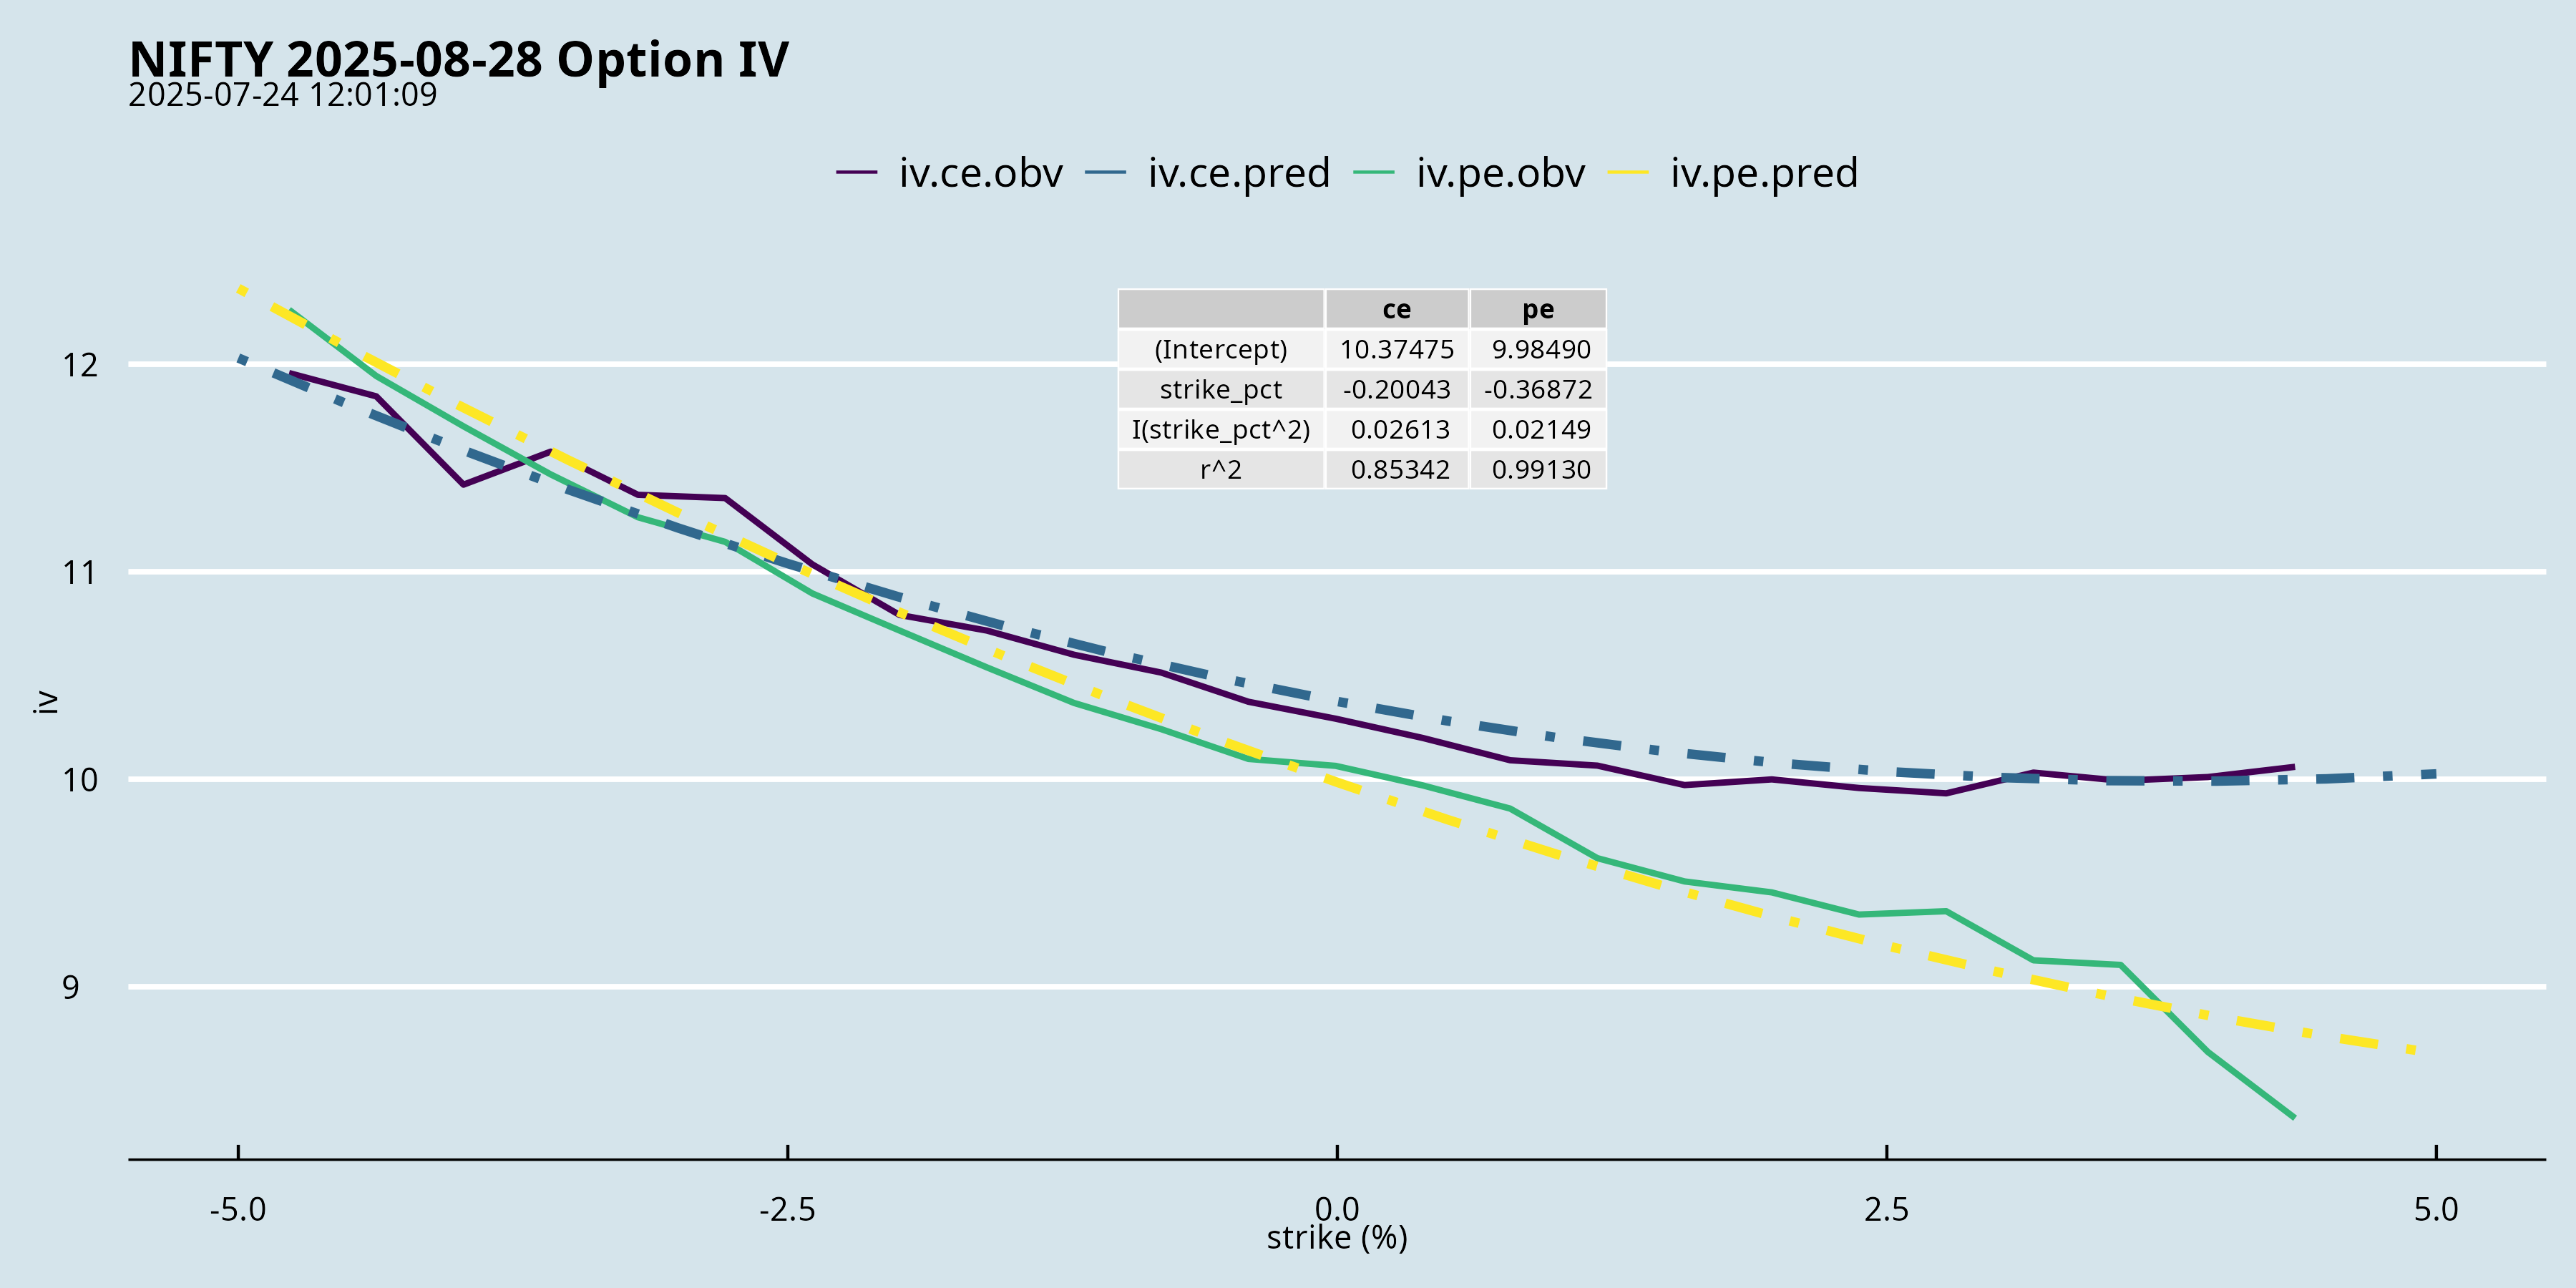 NIFTY 2025-08-28 Option IV
2025-07-24 12:01:09
iv.ce.obv iv.ce.pred iv.pe.obv iv.pe.pred
ce pe
(Intercept) 10.37475 9.98490
strike_pct -0.20043 -0.36872
I(strike_pct^2) 0.02613 0.02149
r^2 0.85342 0.99130
12
11
10
9
iv
-5.0 -2.5 0.0 2.5 5.0
strike (%)